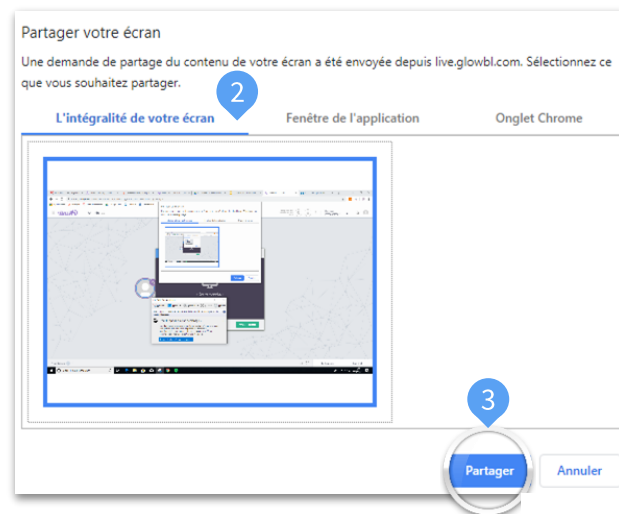 Partager votre écran
Une demande de partage du contenu de votre écran a été envoyée depuis live.glowbl.com. Sélectionnez ce
que vous souhaitez partager.
2
L'intégralité de votre écran Fenêtre de l'application Onglet Chrome
3
Partager Annuler